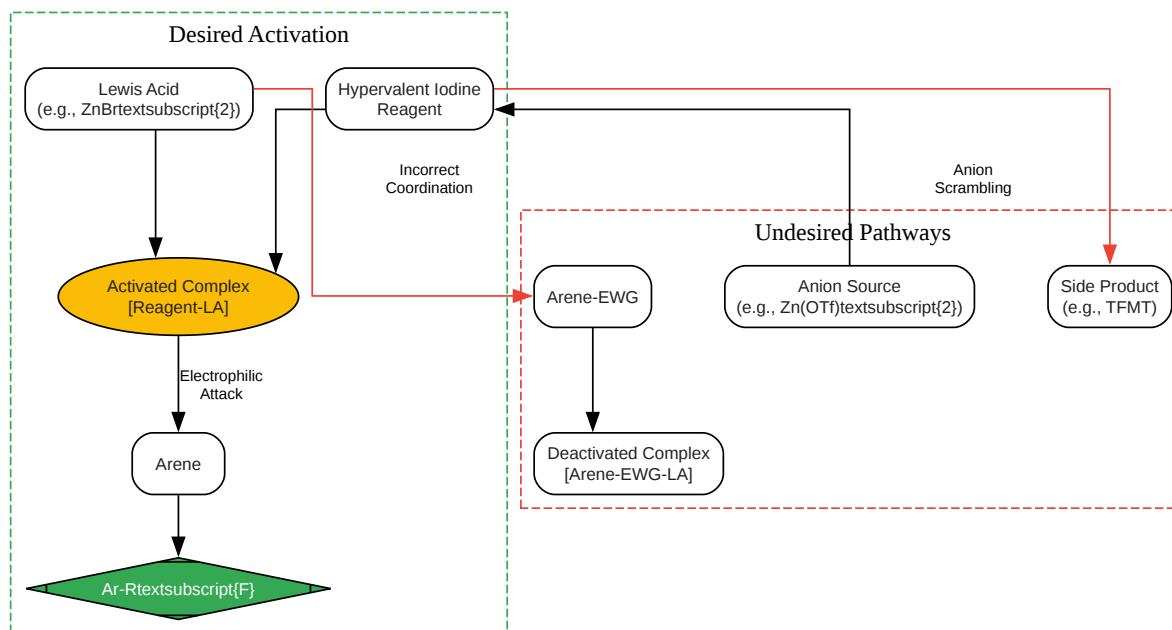 Desired Activation
Lewis Acid
(e.g., ZnBrtextsubscript{2})
Hypervalent Iodine
Reagent
Incorrect
Coordination
Anion
Scrambling
Undesired Pathways
Activated Complex
[Reagent-LA]
Arene-EWG
Anion Source
(e.g., Zn(OTf)textsubscript{2})
Side Product
(e.g., TFMT)
Electrophilic
Attack
Arene
Deactivated Complex
[Arene-EWG-LA]
Ar-Rtextsubscript{F}